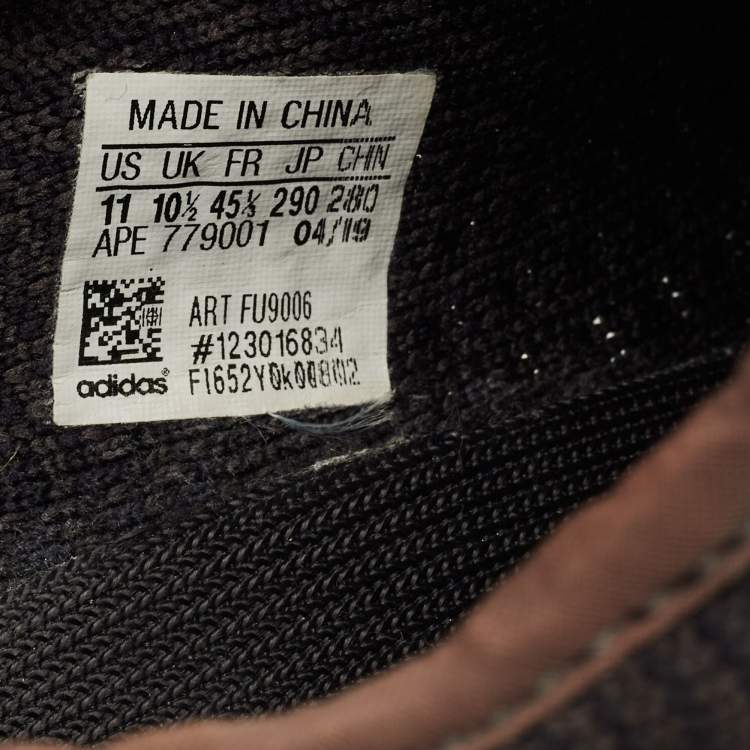 MADE IN CHINA
US UK FR JP CHN
11 10½ 45⅓ 290 280
APE 779001 04/19
ART FU9006
#123016834
adidas®